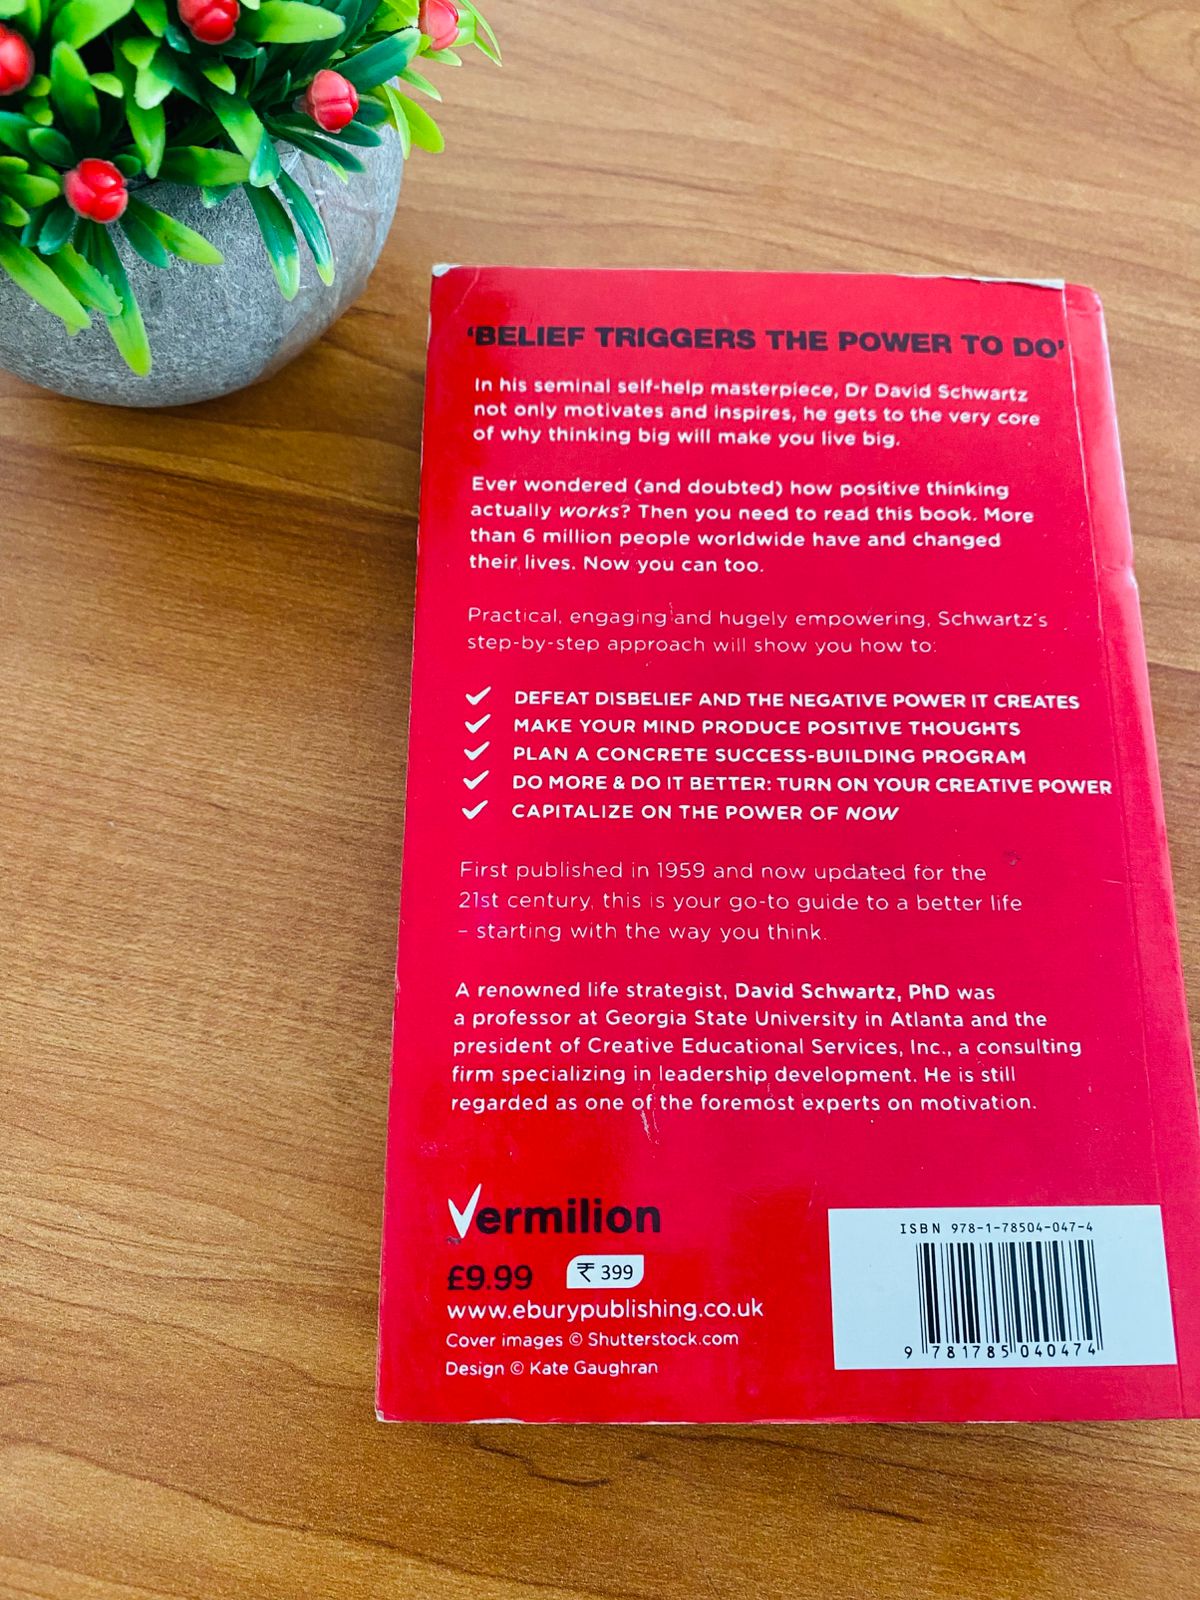 ‘BELIEF TRIGGERS THE POWER TO DO’
In his seminal self-help masterpiece, Dr David Schwartz
not only motivates and inspires, he gets to the very core
of why thinking big will make you live big.
Ever wondered (and doubted) how positive thinking
actually works? Then you need to read this book. More
than 6 million people worldwide have and changed
their lives. Now you can too.
Practical, engaging and hugely empowering, Schwartz's
step-by-step approach will show you how to:
✓ DEFEAT DISBELIEF AND THE NEGATIVE POWER IT CREATES
✓ MAKE YOUR MIND PRODUCE POSITIVE THOUGHTS
✓ PLAN A CONCRETE SUCCESS-BUILDING PROGRAM
✓ DO MORE & DO IT BETTER: TURN ON YOUR CREATIVE POWER
✓ CAPITALIZE ON THE POWER OF NOW
First published in 1959 and now updated for the
21st century, this is your go-to guide to a better life
– starting with the way you think.
A renowned life strategist, David Schwartz, PhD was
a professor at Georgia State University in Atlanta and the
president of Creative Educational Services, Inc., a consulting
firm specializing in leadership development. He is still
regarded as one of the foremost experts on motivation.
Vermilion
£9.99 ₹ 399
www.eburypublishing.co.uk
Cover images © Shutterstock.com
Design © Kate Gaughran
ISBN 978-1-78504-047-4
9 781785 040474